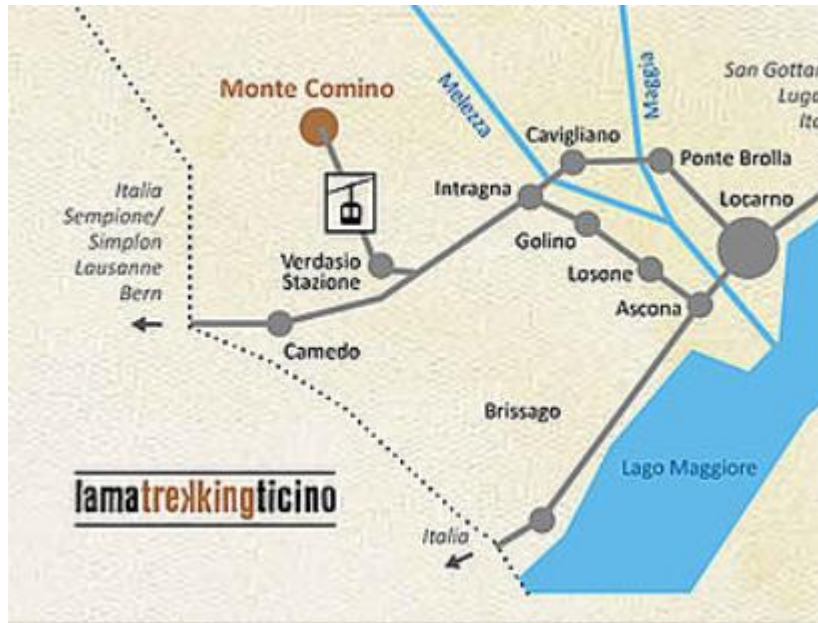 Monte Comino
Melezza
Maggia
San Gottar
Luga
Ita
Cavigliano
Ponte Brolla
Italia
Sempione/
Simplon
Lausanne
Bern
Intragna
Locarno
Golino
Verdasio
Stazione
Losone
Ascona
Camedo
Brissago
Lago Maggiore
lamatrekkingticino
Italia